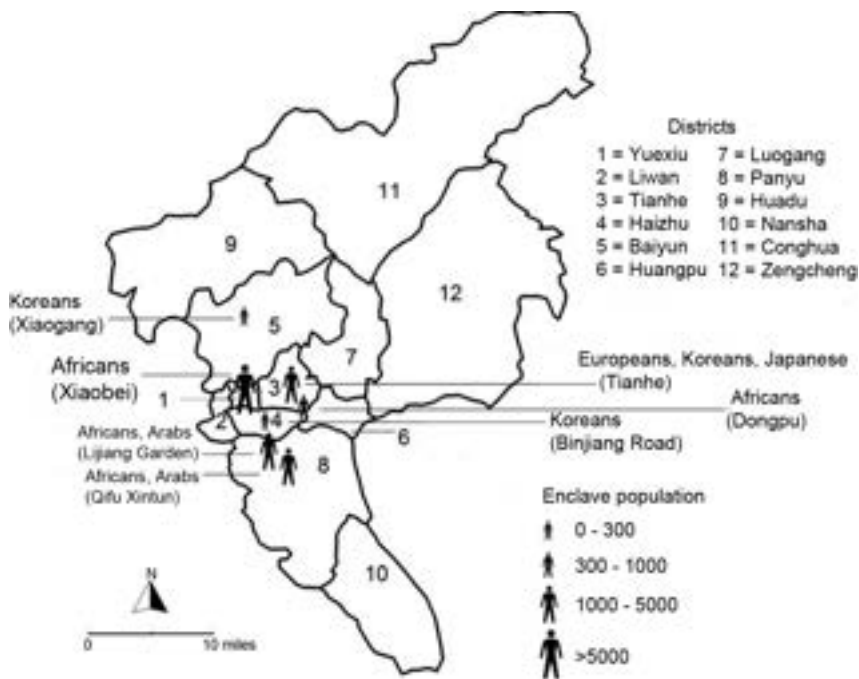 Districts
1 = Yuexiu 7 = Luogang
2 = Liwan 8 = Panyu
3 = Tianhe 9 = Huadu
4 = Haizhu 10 = Nansha
5 = Baiyun 11 = Conghua
6 = Huangpu 12 = Zengcheng
11
9
12
Koreans
(Xiaogang)
5
7
Africans
(Xiaobei)
3
Europeans, Koreans, Japanese
(Tianhe)
1
Africans
(Dongpu)
2
4
Koreans
(Binjiang Road)
6
Africans, Arabs
(Lijiang Garden)
8
Africans, Arabs
(Qifu Xintun)
Enclave population
0 - 300
300 - 1000
1000 - 5000
>5000
10
N
0 10 miles